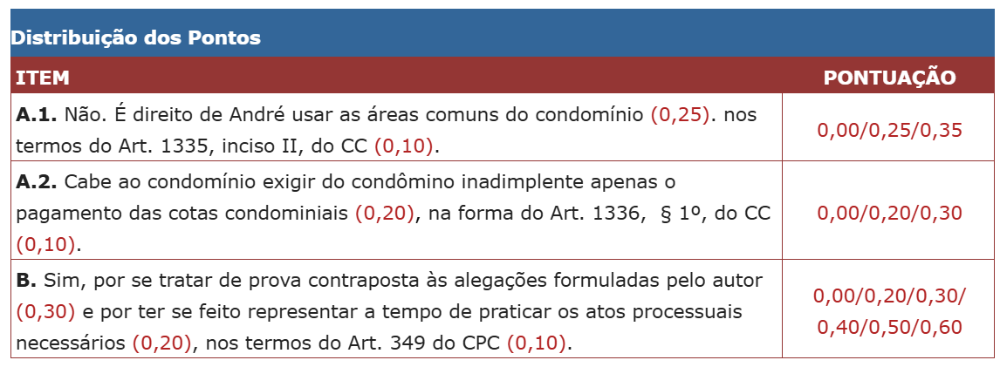 Distribuição dos Pontos
ITEM PONTUAÇÃO
A.1. Não. É direito de André usar as áreas comuns do condomínio (0,25). nos
termos do Art. 1335, inciso II, do CC (0,10).
0,00/0,25/0,35
A.2. Cabe ao condomínio exigir do condômino inadimplente apenas o
pagamento das cotas condominiais (0,20), na forma do Art. 1336,  § 1º, do CC
(0,10).
0,00/0,20/0,30
B. Sim, por se tratar de prova contraposta às alegações formuladas pelo autor
(0,30) e por ter se feito representar a tempo de praticar os atos processuais
necessários (0,20), nos termos do Art. 349 do CPC (0,10).
0,00/0,20/0,30/
0,40/0,50/0,60